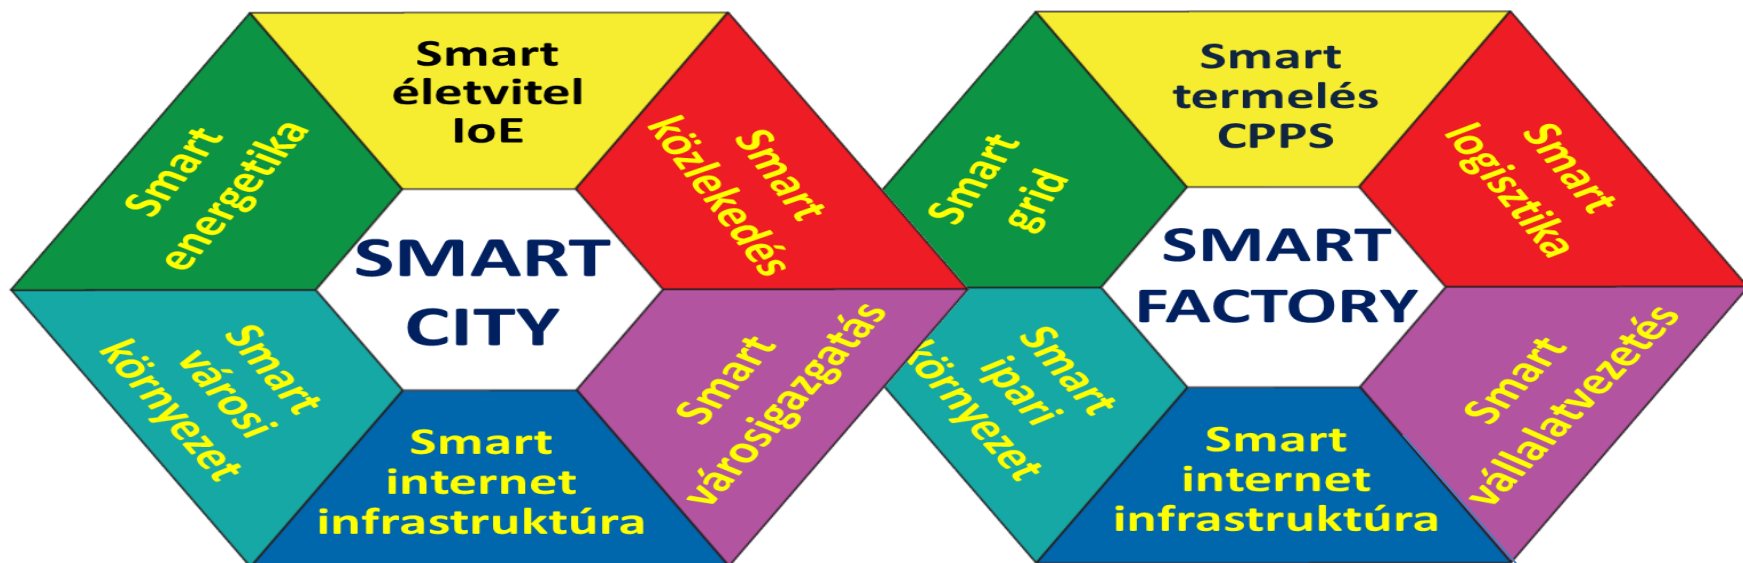 Smart
életvitel
IoE
Smart
energetika
Smart
közlekedés
SMART
CITY
Smart
városi
környezet
Smart
városigazgatás
Smart
internet
infrastruktúra
Smart
termelés
CPPS
Smart
grid
Smart
logisztika
SMART
FACTORY
Smart
ipari
környezet
Smart
vállalatvezetés
Smart
internet
infrastruktúra